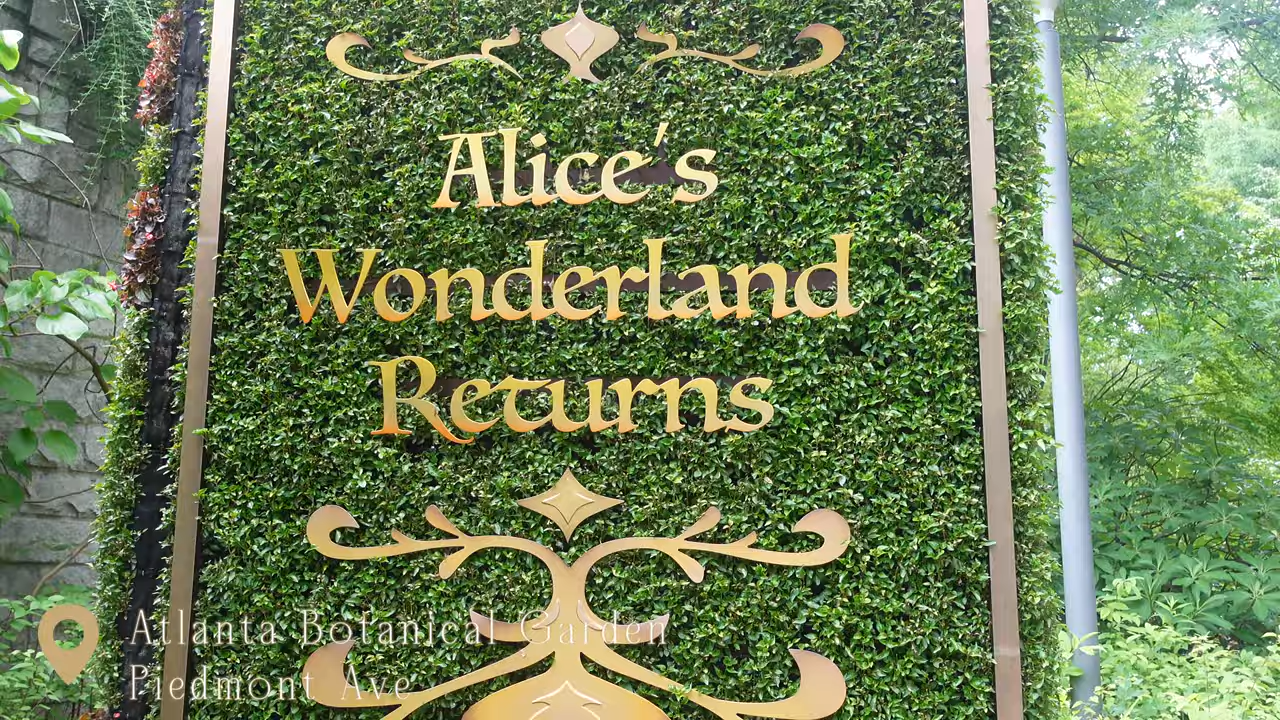 Alice's
Wonderland
Returns
Atlanta Botanical Garden
Piedmont Ave